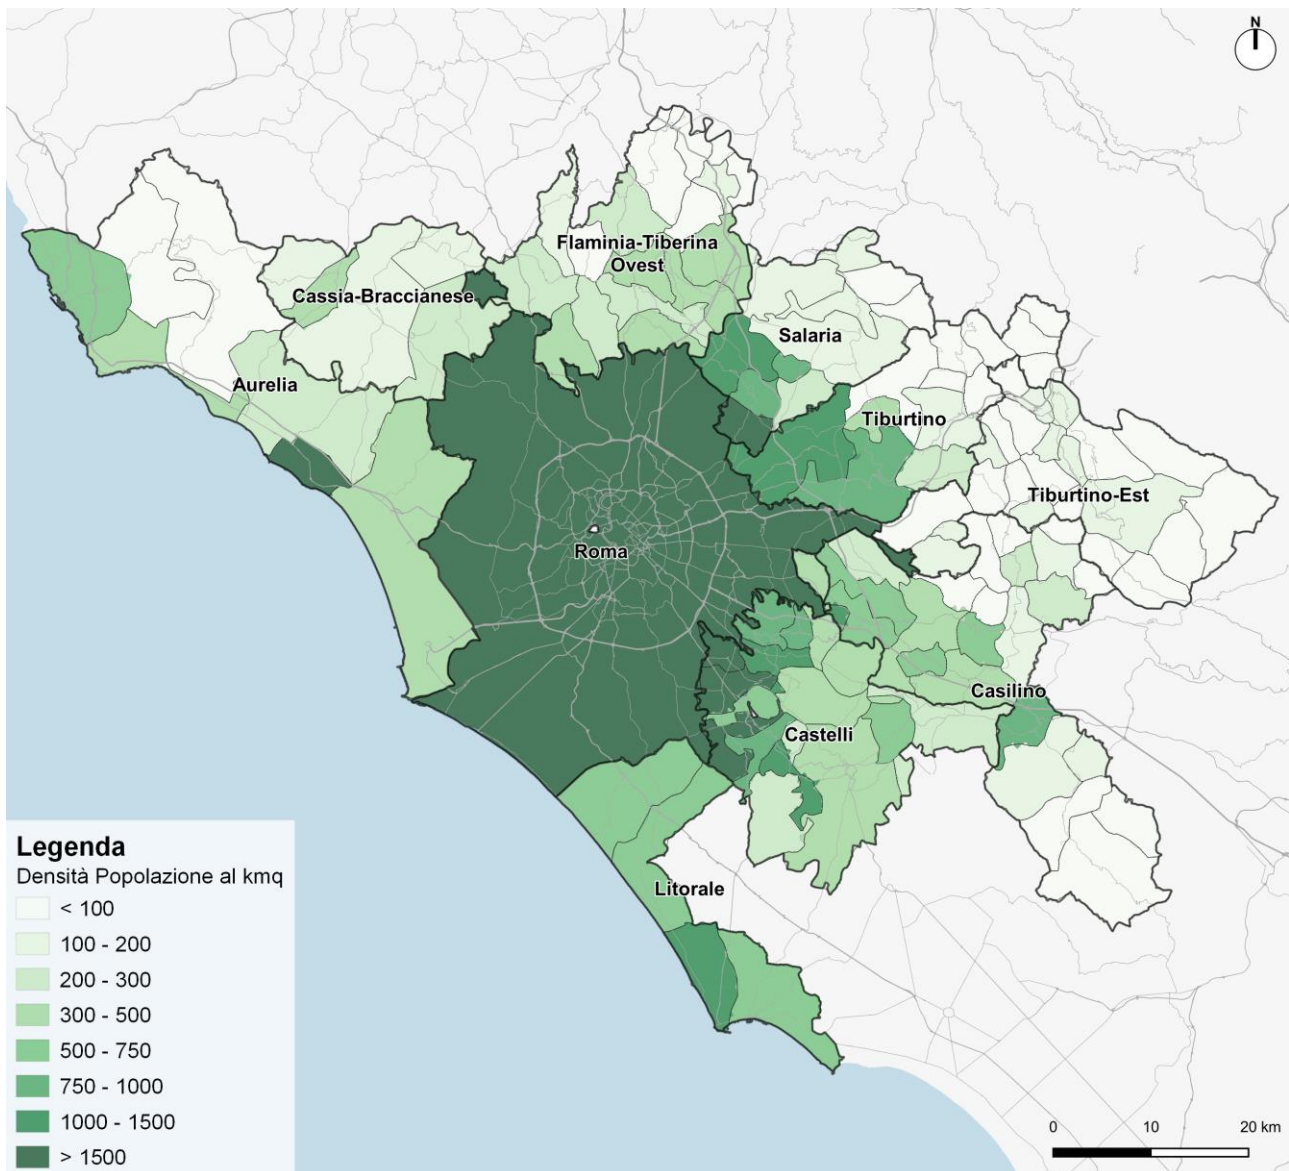 N
Flaminia-Tiberina
Ovest
Cassia-Braccianese
Salaria
Aurelia
Tiburtino
Tiburtino-Est
Roma
Casilino
Castelli
Litorale
Legenda
Densità Popolazione al kmq
< 100
100 - 200
200 - 300
300 - 500
500 - 750
750 - 1000
1000 - 1500
> 1500
0 10 20 km